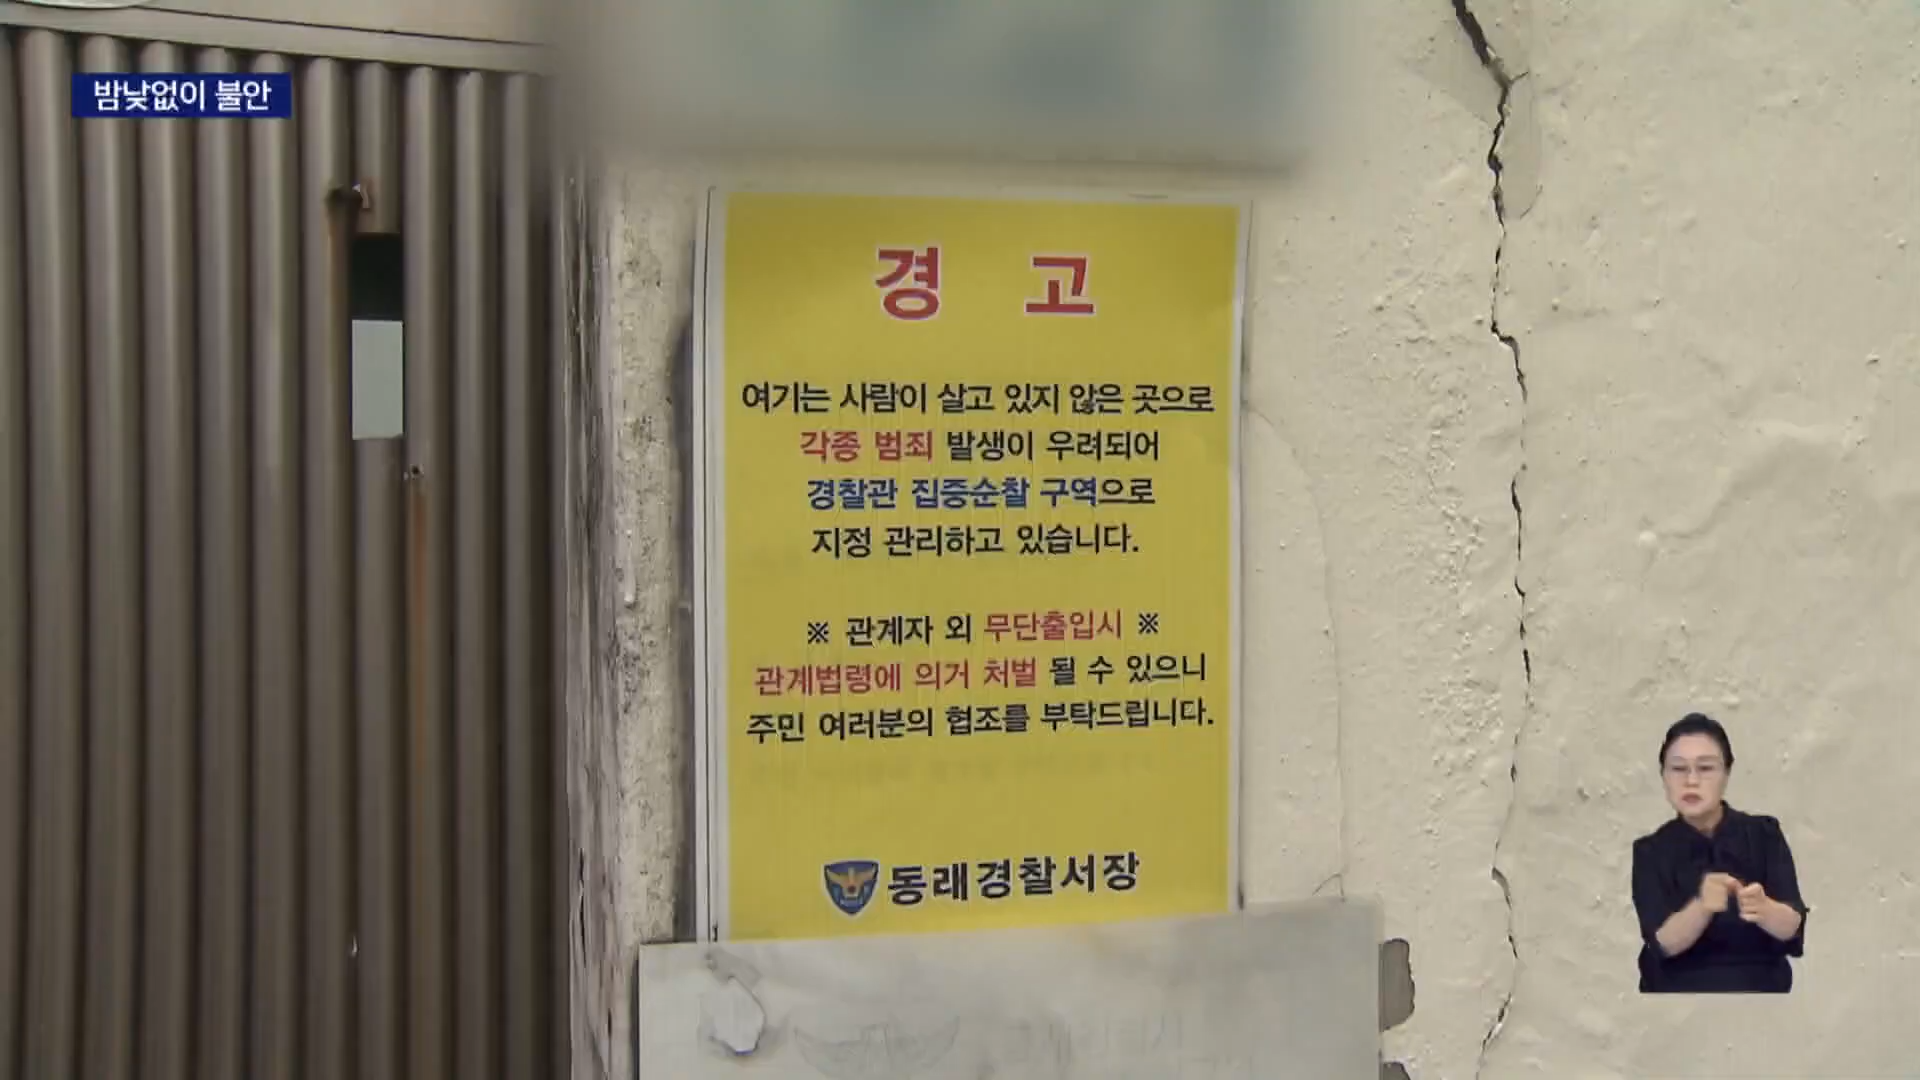 밤낮없이 불안
경 고
여기는 사람이 살고 있지 않은 곳으로
각종 범죄 발생이 우려되어
경찰관 집중순찰 구역으로
지정 관리하고 있습니다.
※ 관계자 외 무단출입시 ※
관계법령에 의거 처벌 될 수 있으니
주민 여러분의 협조를 부탁드립니다.
동래경찰서장